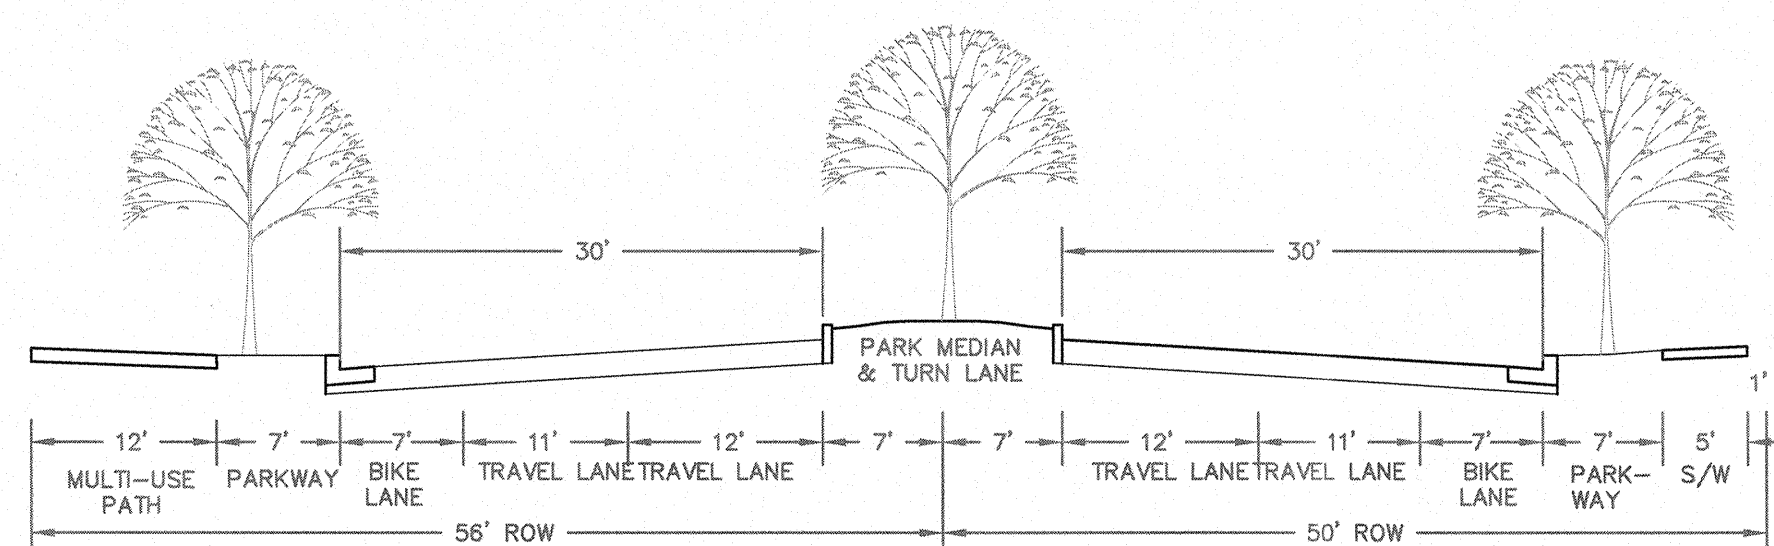 30' 30'
PARK MEDIAN
& TURN LANE
1'
12' 7' 7' 11' 12' 7' 7' 12' 11' 7' 7' 5'
MULTI-USE
PATH
PARKWAY
BIKE
LANE
TRAVEL LANE
TRAVEL LANE
TRAVEL LANE
TRAVEL LANE
BIKE
LANE
PARK-
WAY
S/W
56' ROW 50' ROW